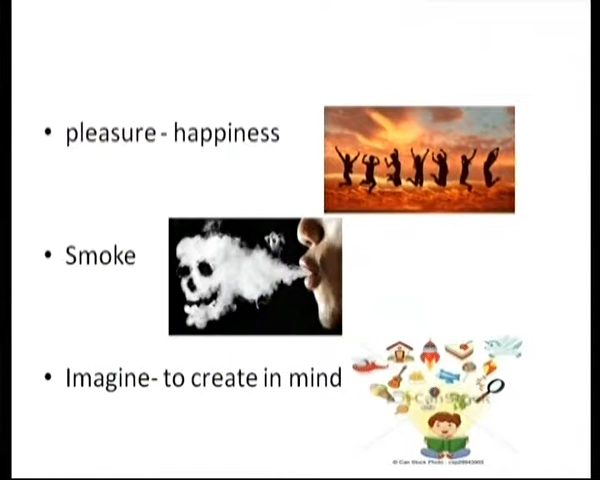 • pleasure - happiness
• Smoke
• Imagine- to create in mind